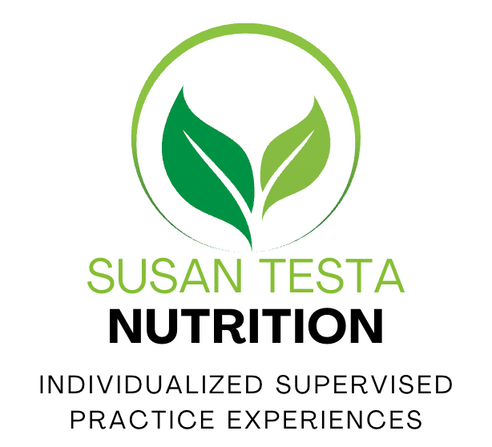 SUSAN TESTA
NUTRITION
INDIVIDUALIZED SUPERVISED
PRACTICE EXPERIENCES